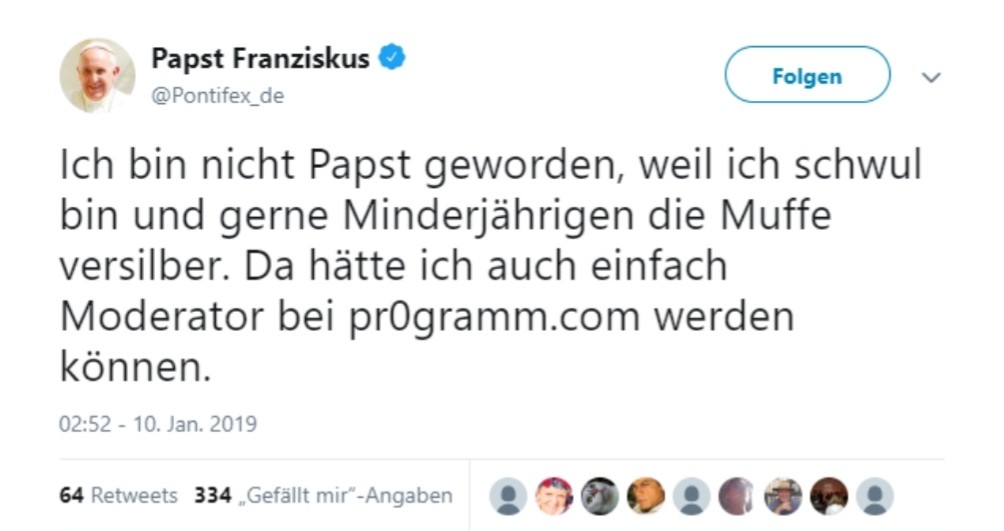 Papst Franziskus
@Pontifex_de
Folgen
Ich bin nicht Papst geworden, weil ich schwul
bin und gerne Minderjährigen die Muffe
versilber. Da hätte ich auch einfach
Moderator bei pr0gramm.com werden
können.
02:52 - 10. Jan. 2019
64 Retweets 334 „Gefällt mir“-Angaben